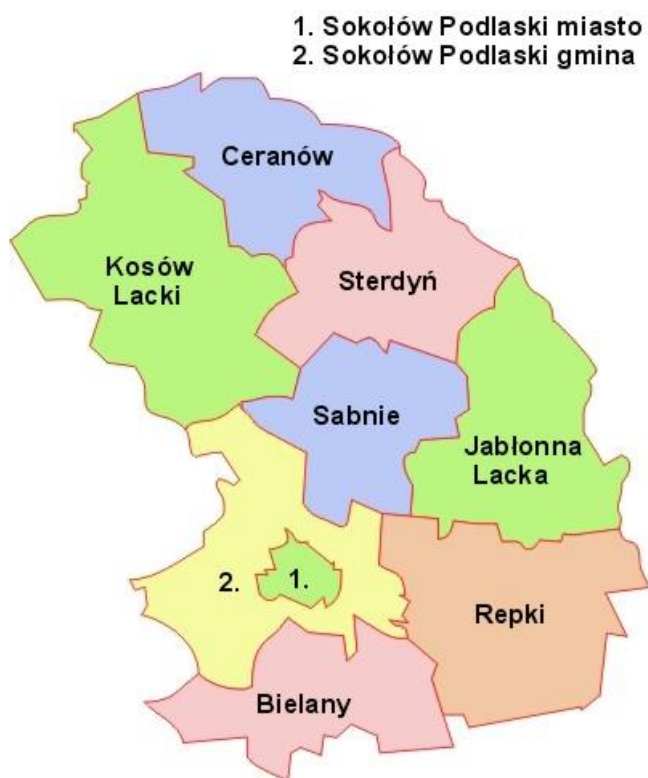 1. Sokołów Podlaski miasto
2. Sokołów Podlaski gmina
Ceranów
Kosów
Lacki
Sterdyń
Sabnie
Jabłonna
Lacka
2.
1.
Repki
Bielany